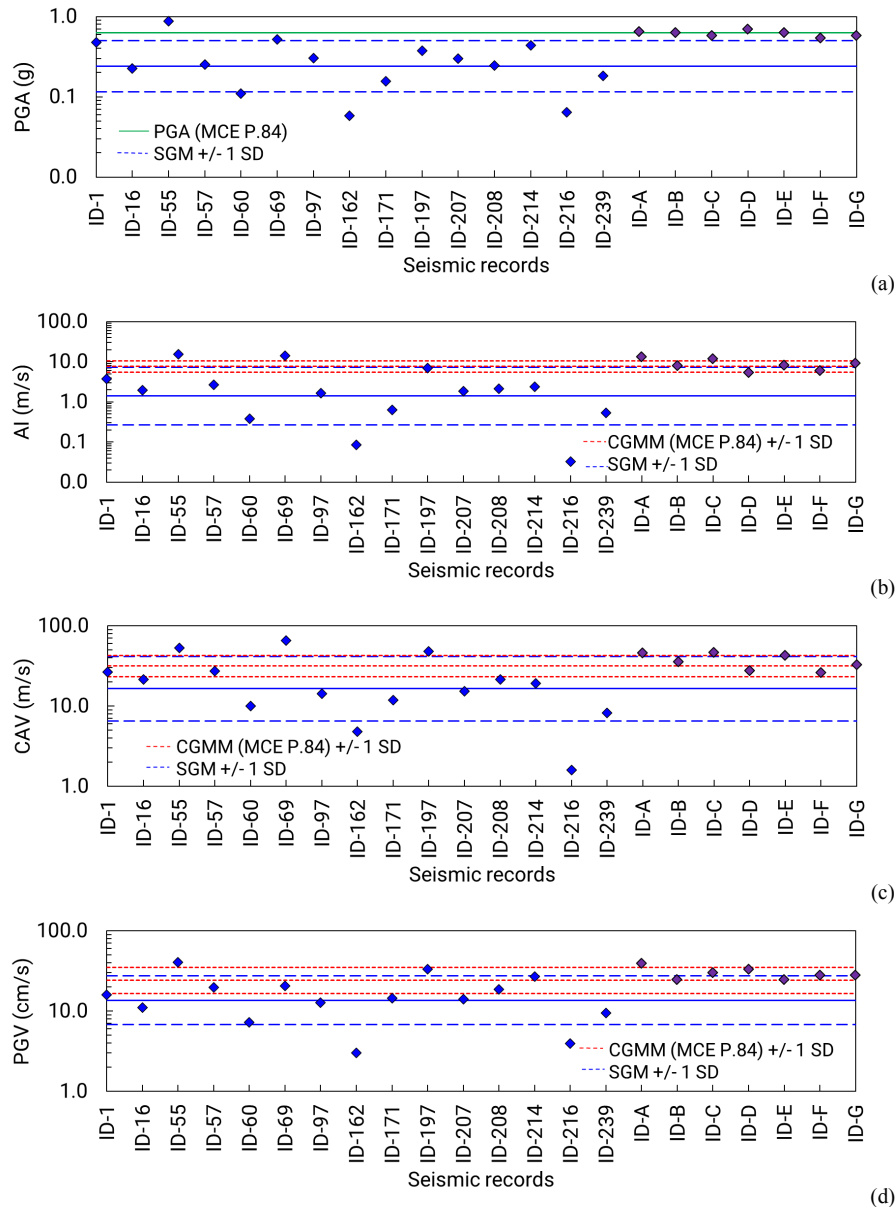 PGA (g)
1.0
0.1
0.0
PGA (MCE P.84)
SGM +/- 1 SD
ID-1
ID-16
ID-55
ID-57
ID-60
ID-69
ID-97
ID-162
ID-171
ID-197
ID-207
ID-208
ID-214
ID-216
ID-239
ID-A
ID-B
ID-C
ID-D
ID-E
ID-F
ID-G
Seismic records
(a)
AI (m/s)
100.0
10.0
1.0
0.1
0.0
CGMM (MCE P.84) +/- 1 SD
SGM +/- 1 SD
ID-1
ID-16
ID-55
ID-57
ID-60
ID-69
ID-97
ID-162
ID-171
ID-197
ID-207
ID-208
ID-214
ID-216
ID-239
ID-A
ID-B
ID-C
ID-D
ID-E
ID-F
ID-G
Seismic records
(b)
CAV (m/s)
100.0
10.0
1.0
CGMM (MCE P.84) +/- 1 SD
SGM +/- 1 SD
ID-1
ID-16
ID-55
ID-57
ID-60
ID-69
ID-97
ID-162
ID-171
ID-197
ID-207
ID-208
ID-214
ID-216
ID-239
ID-A
ID-B
ID-C
ID-D
ID-E
ID-F
ID-G
Seismic records
(c)
PGV (cm/s)
100.0
10.0
1.0
CGMM (MCE P.84) +/- 1 SD
SGM +/- 1 SD
ID-1
ID-16
ID-55
ID-57
ID-60
ID-69
ID-97
ID-162
ID-171
ID-197
ID-207
ID-208
ID-214
ID-216
ID-239
ID-A
ID-B
ID-C
ID-D
ID-E
ID-F
ID-G
Seismic records
(d)